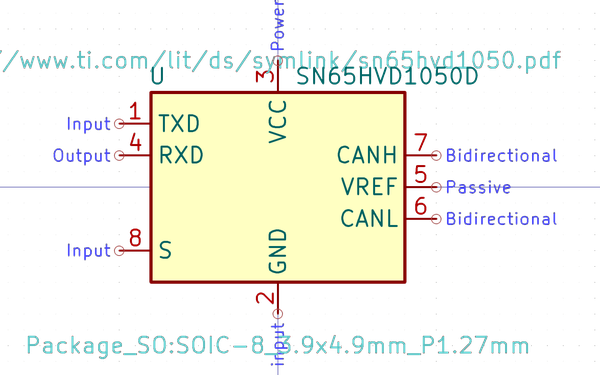 Power
//www.ti.com/lit/ds/symlink/sn65hvd1050.pdf
U
3
SN65HVD1050D
VCC
Input 1 TXD
Output 4 RXD
CANH 7 Bidirectional
VREF 5 Passive
CANL 6 Bidirectional
Input 8 S
GND
2
Package_SO:SOIC-8_3.9x4.9mm_P1.27mm